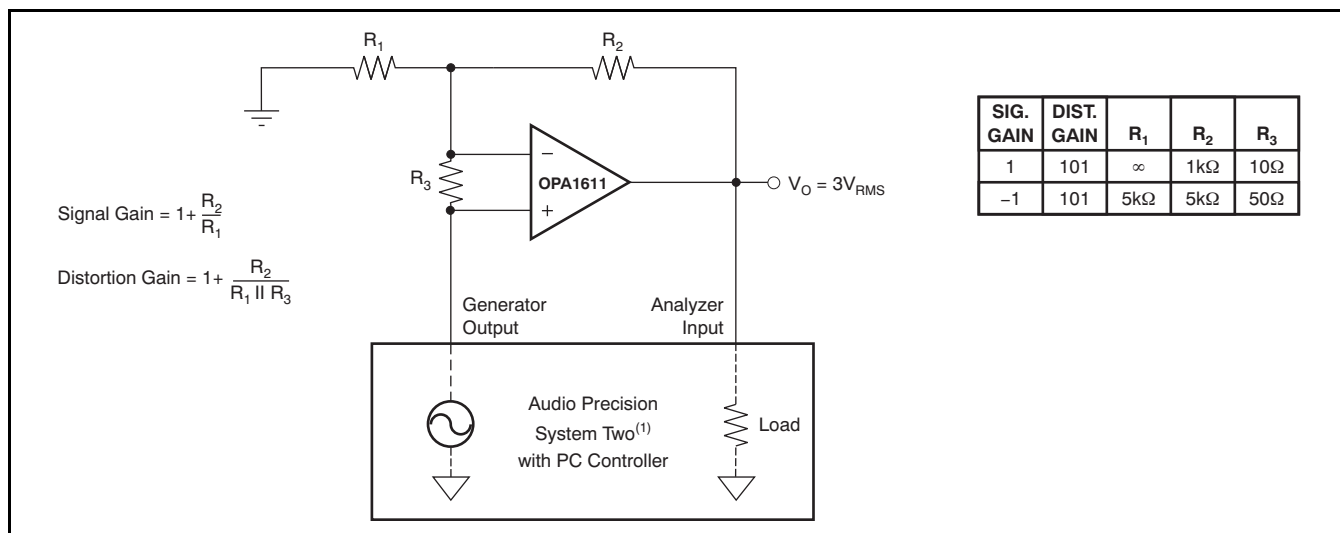 R1
R2
SIG. GAIN DIST. GAIN R1 R2 R3
1 101 ∞ 1kΩ 10Ω
−1 101 5kΩ 5kΩ 50Ω
R3
−
OPA1611
+
VO = 3VRMS
Signal Gain = 1+ R2/R1
Distortion Gain = 1+ R2/(R1 II R3)
Generator
Output
Analyzer
Input
Audio Precision
System Two(1)
with PC Controller
Load